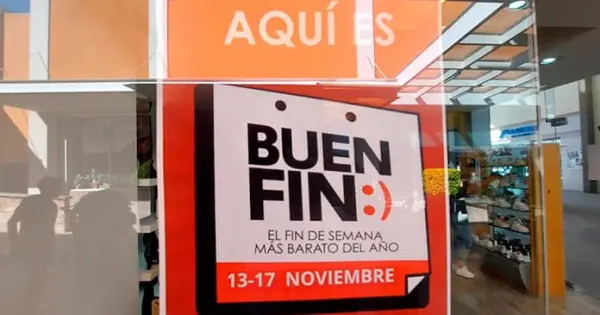 AQUÍ ES
BUEN
FIN:)
EL FIN DE SEMANA
MÁS BARATO DEL AÑO
13-17 NOVIEMBRE